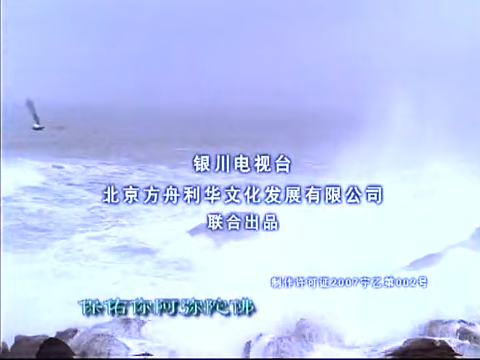 银川电视台
北京方舟利华文化发展有限公司
联合出品
制作许可证2007宁乙第002号
保佑你阿弥陀佛